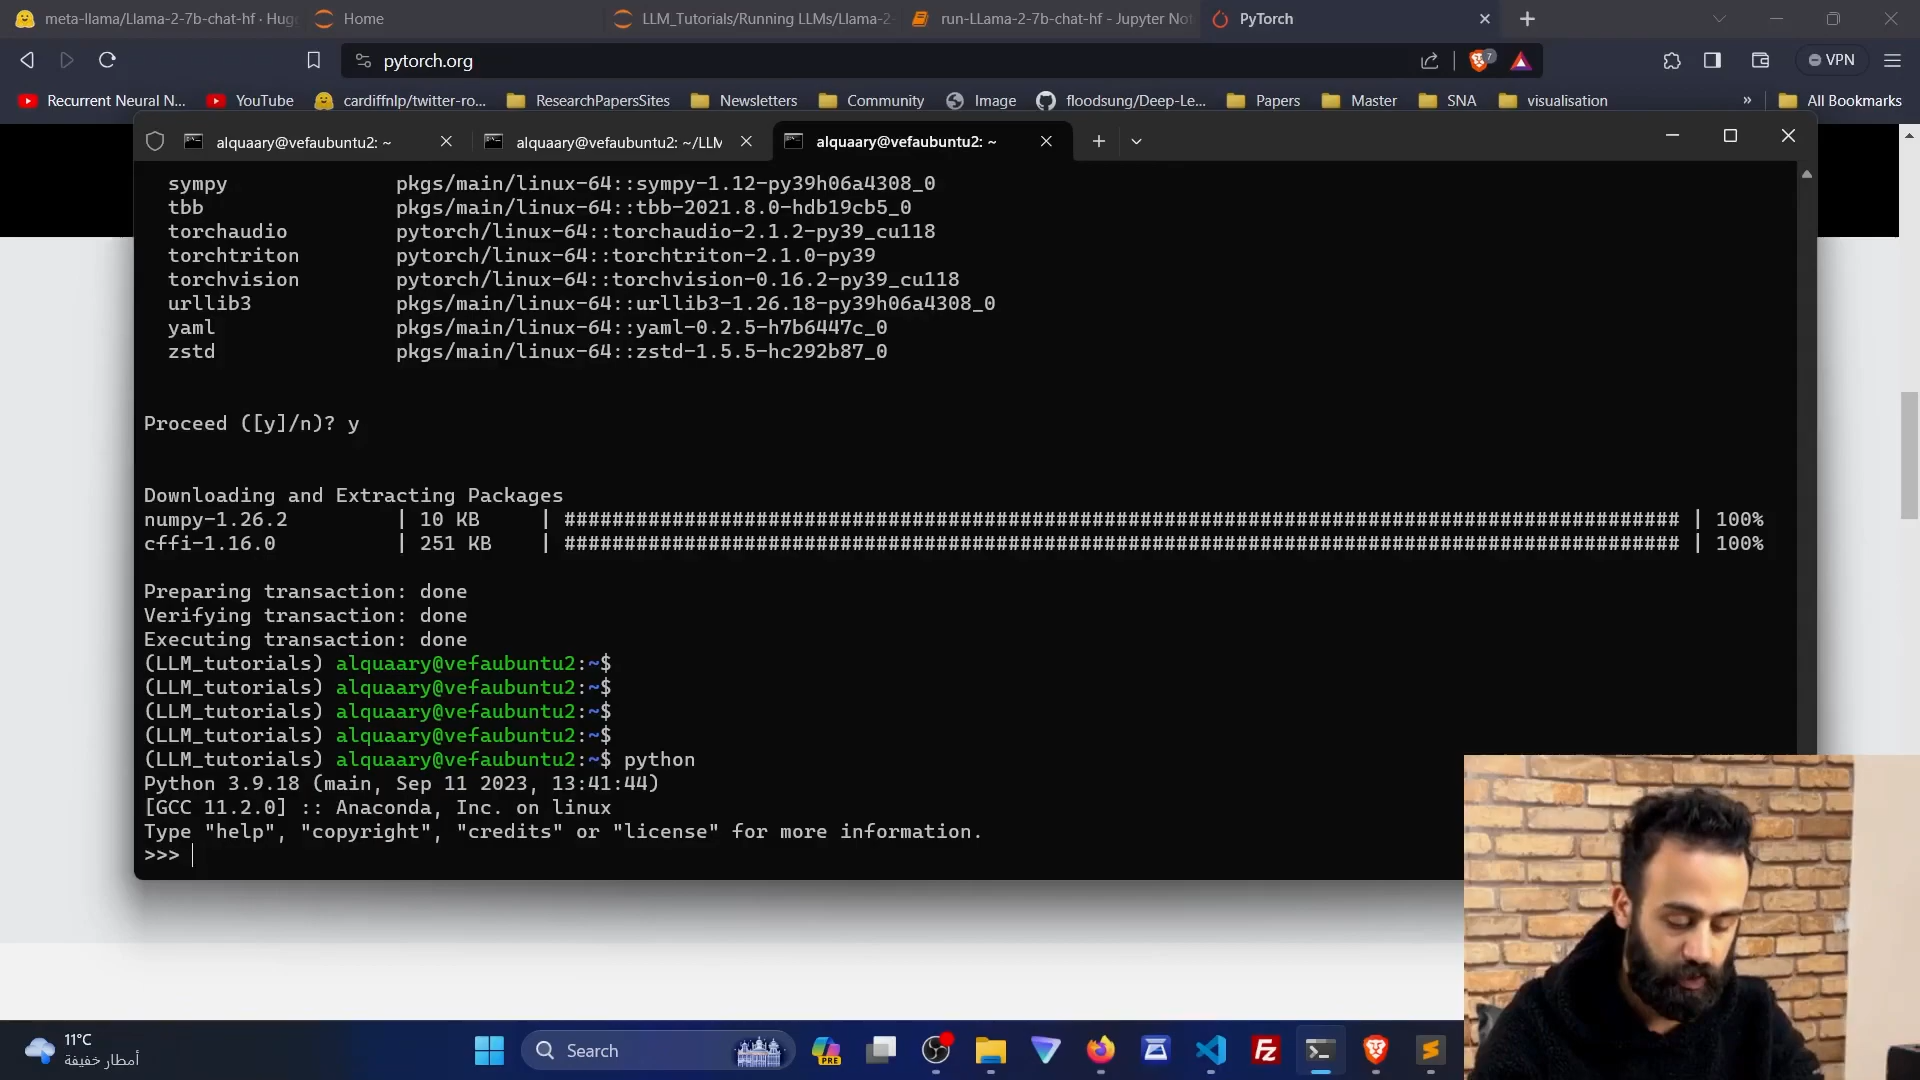 meta-llama/Llama-2-7b-chat-hf · Hugg
Home
LLM_Tutorials/Running LLMs/Llama-2-
run-LLama-2-7b-chat-hf - Jupyter Not
PyTorch
pytorch.org
7
VPN
Recurrent Neural N...
YouTube
cardiffnlp/twitter-ro...
ResearchPapersSites
Newsletters
Community
Image
floodsung/Deep-Le...
Papers
Master
SNA
visualisation
»
All Bookmarks
alquaary@vefaubuntu2: ~
alquaary@vefaubuntu2: ~/LLM
alquaary@vefaubuntu2: ~
sympy pkgs/main/linux-64::sympy-1.12-py39h06a4308_0
tbb pkgs/main/linux-64::tbb-2021.8.0-hdb19cb5_0
torchaudio pytorch/linux-64::torchaudio-2.1.2-py39_cu118
torchtriton pytorch/linux-64::torchtriton-2.1.0-py39
torchvision pytorch/linux-64::torchvision-0.16.2-py39_cu118
urllib3 pkgs/main/linux-64::urllib3-1.26.18-py39h06a4308_0
yaml pkgs/main/linux-64::yaml-0.2.5-h7b6447c_0
zstd pkgs/main/linux-64::zstd-1.5.5-hc292b87_0
Proceed ([y]/n)? y
Downloading and Extracting Packages
numpy-1.26.2 | 10 KB | ############################################################################################# | 100%
cffi-1.16.0 | 251 KB | ############################################################################################# | 100%
Preparing transaction: done
Verifying transaction: done
Executing transaction: done
(LLM_tutorials) alquaary@vefaubuntu2:~$
(LLM_tutorials) alquaary@vefaubuntu2:~$
(LLM_tutorials) alquaary@vefaubuntu2:~$
(LLM_tutorials) alquaary@vefaubuntu2:~$
(LLM_tutorials) alquaary@vefaubuntu2:~$ python
Python 3.9.18 (main, Sep 11 2023, 13:41:44)
[GCC 11.2.0] :: Anaconda, Inc. on linux
Type "help", "copyright", "credits" or "license" for more information.
>>>
11°C
أمطار خفيفة
Search
PRE
Fz